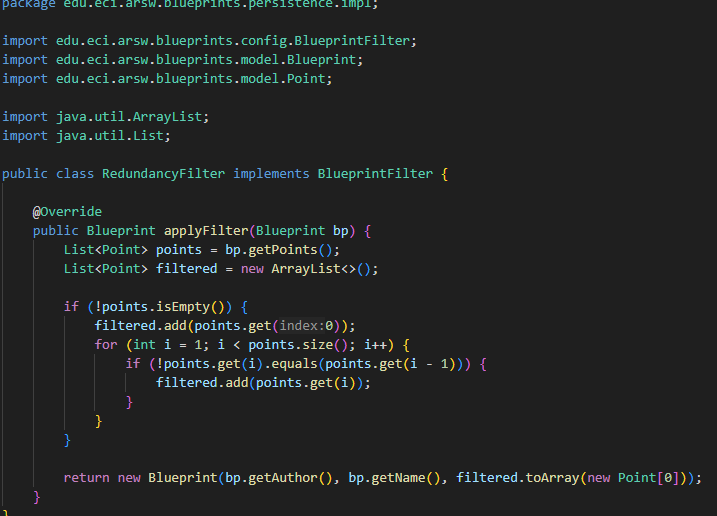 package edu.eci.arsw.blueprints.persistence.impl;
import edu.eci.arsw.blueprints.config.BlueprintFilter;
import edu.eci.arsw.blueprints.model.Blueprint;
import edu.eci.arsw.blueprints.model.Point;
import java.util.ArrayList;
import java.util.List;
public class RedundancyFilter implements BlueprintFilter {
@Override
public Blueprint applyFilter(Blueprint bp) {
List<Point> points = bp.getPoints();
List<Point> filtered = new ArrayList<>();
if (!points.isEmpty()) {
filtered.add(points.get(index:0));
for (int i = 1; i < points.size(); i++) {
if (!points.get(i).equals(points.get(i - 1))) {
filtered.add(points.get(i));
}
}
}
return new Blueprint(bp.getAuthor(), bp.getName(), filtered.toArray(new Point[0]));
}
}